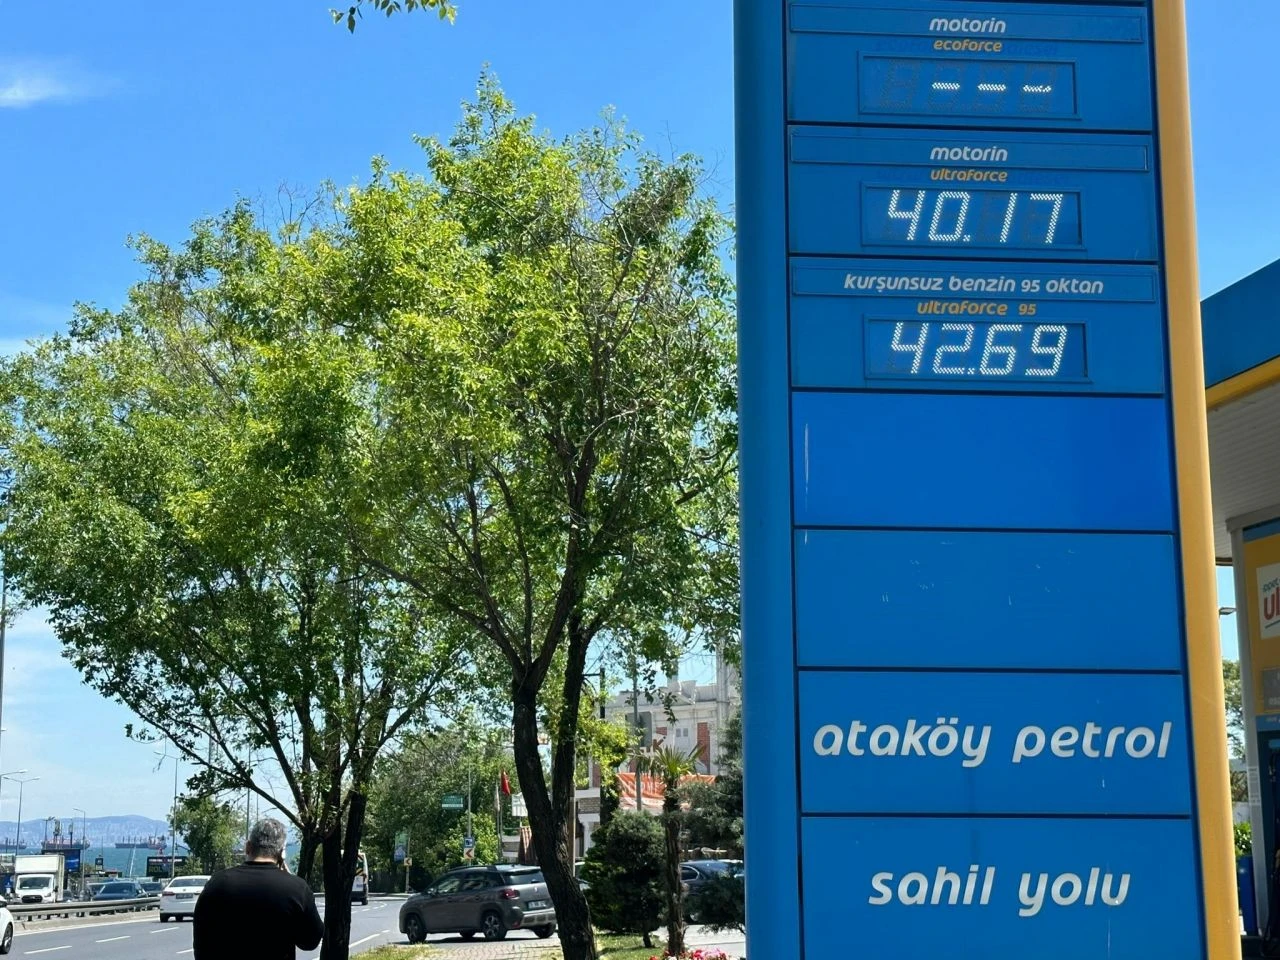 motorin
ecoforce
- - -
motorin
ultraforce
40.17
kurşunsuz benzin 95 oktan
ultraforce 95
42.69
ataköy petrol
sahil yolu